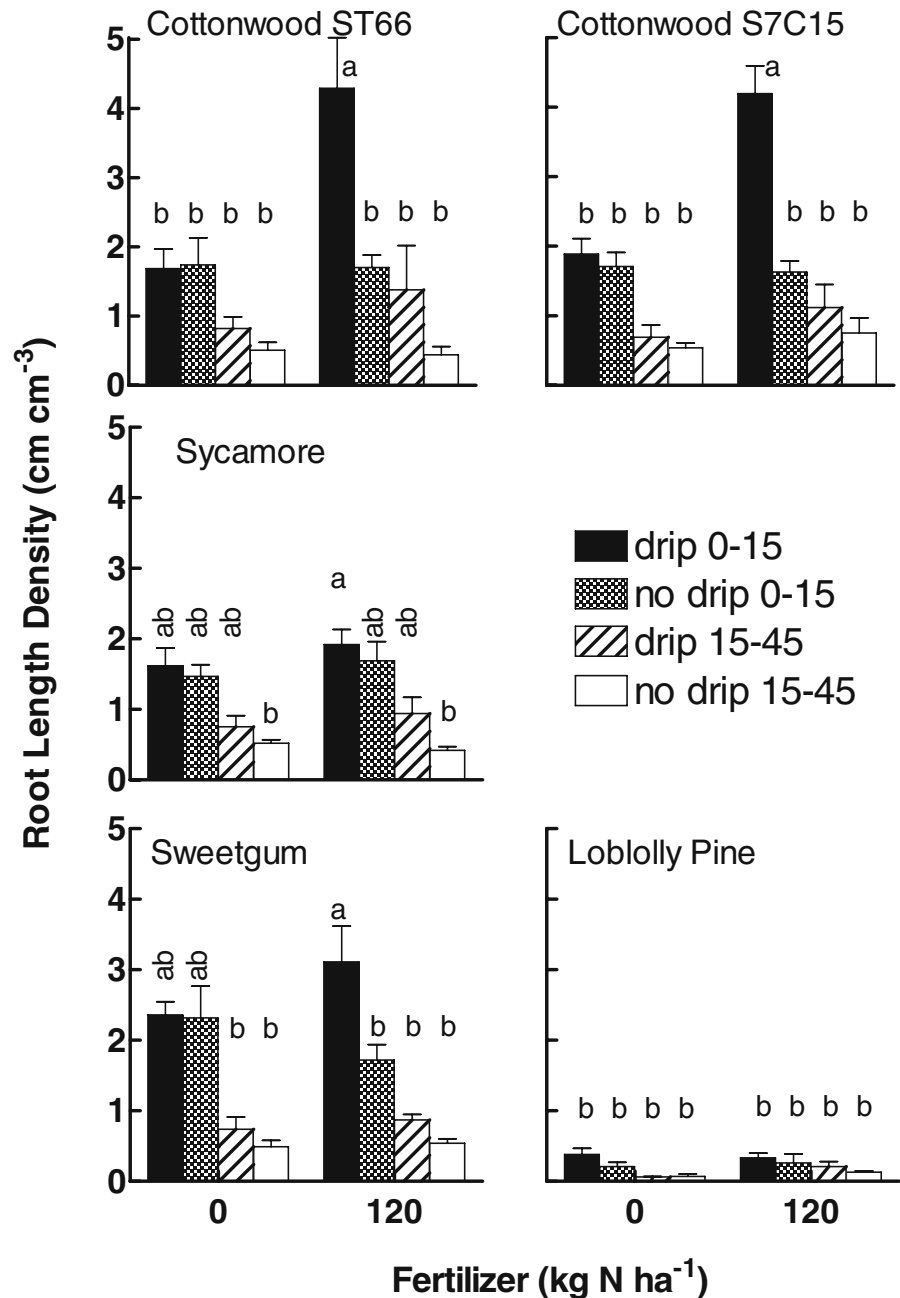 Cottonwood ST66
Cottonwood S7C15
5
4
3
2
1
0
a
a
b b b b
b b b
b b b b
b b b
Sycamore
5
4
3
2
1
0
ab ab ab
b
a
ab ab
b
drip 0-15
no drip 0-15
drip 15-45
no drip 15-45
Sweetgum
Loblolly Pine
5
4
3
2
1
0
ab ab
b b
a
b b b
b b b b
b b b b
0 120
0 120
Root Length Density (cm cm⁻³)
Fertilizer (kg N ha⁻¹)